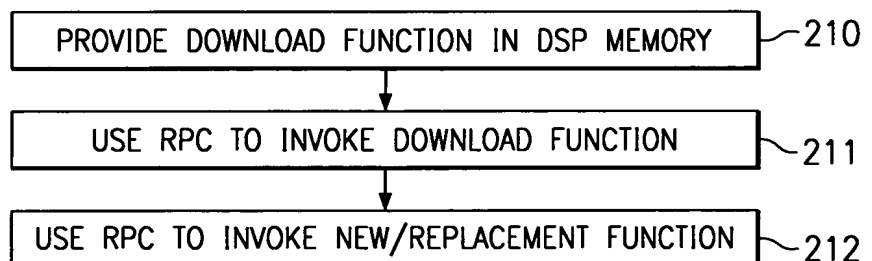 PROVIDE DOWNLOAD FUNCTION IN DSP MEMORY 210
USE RPC TO INVOKE DOWNLOAD FUNCTION 211
USE RPC TO INVOKE NEW/REPLACEMENT FUNCTION 212